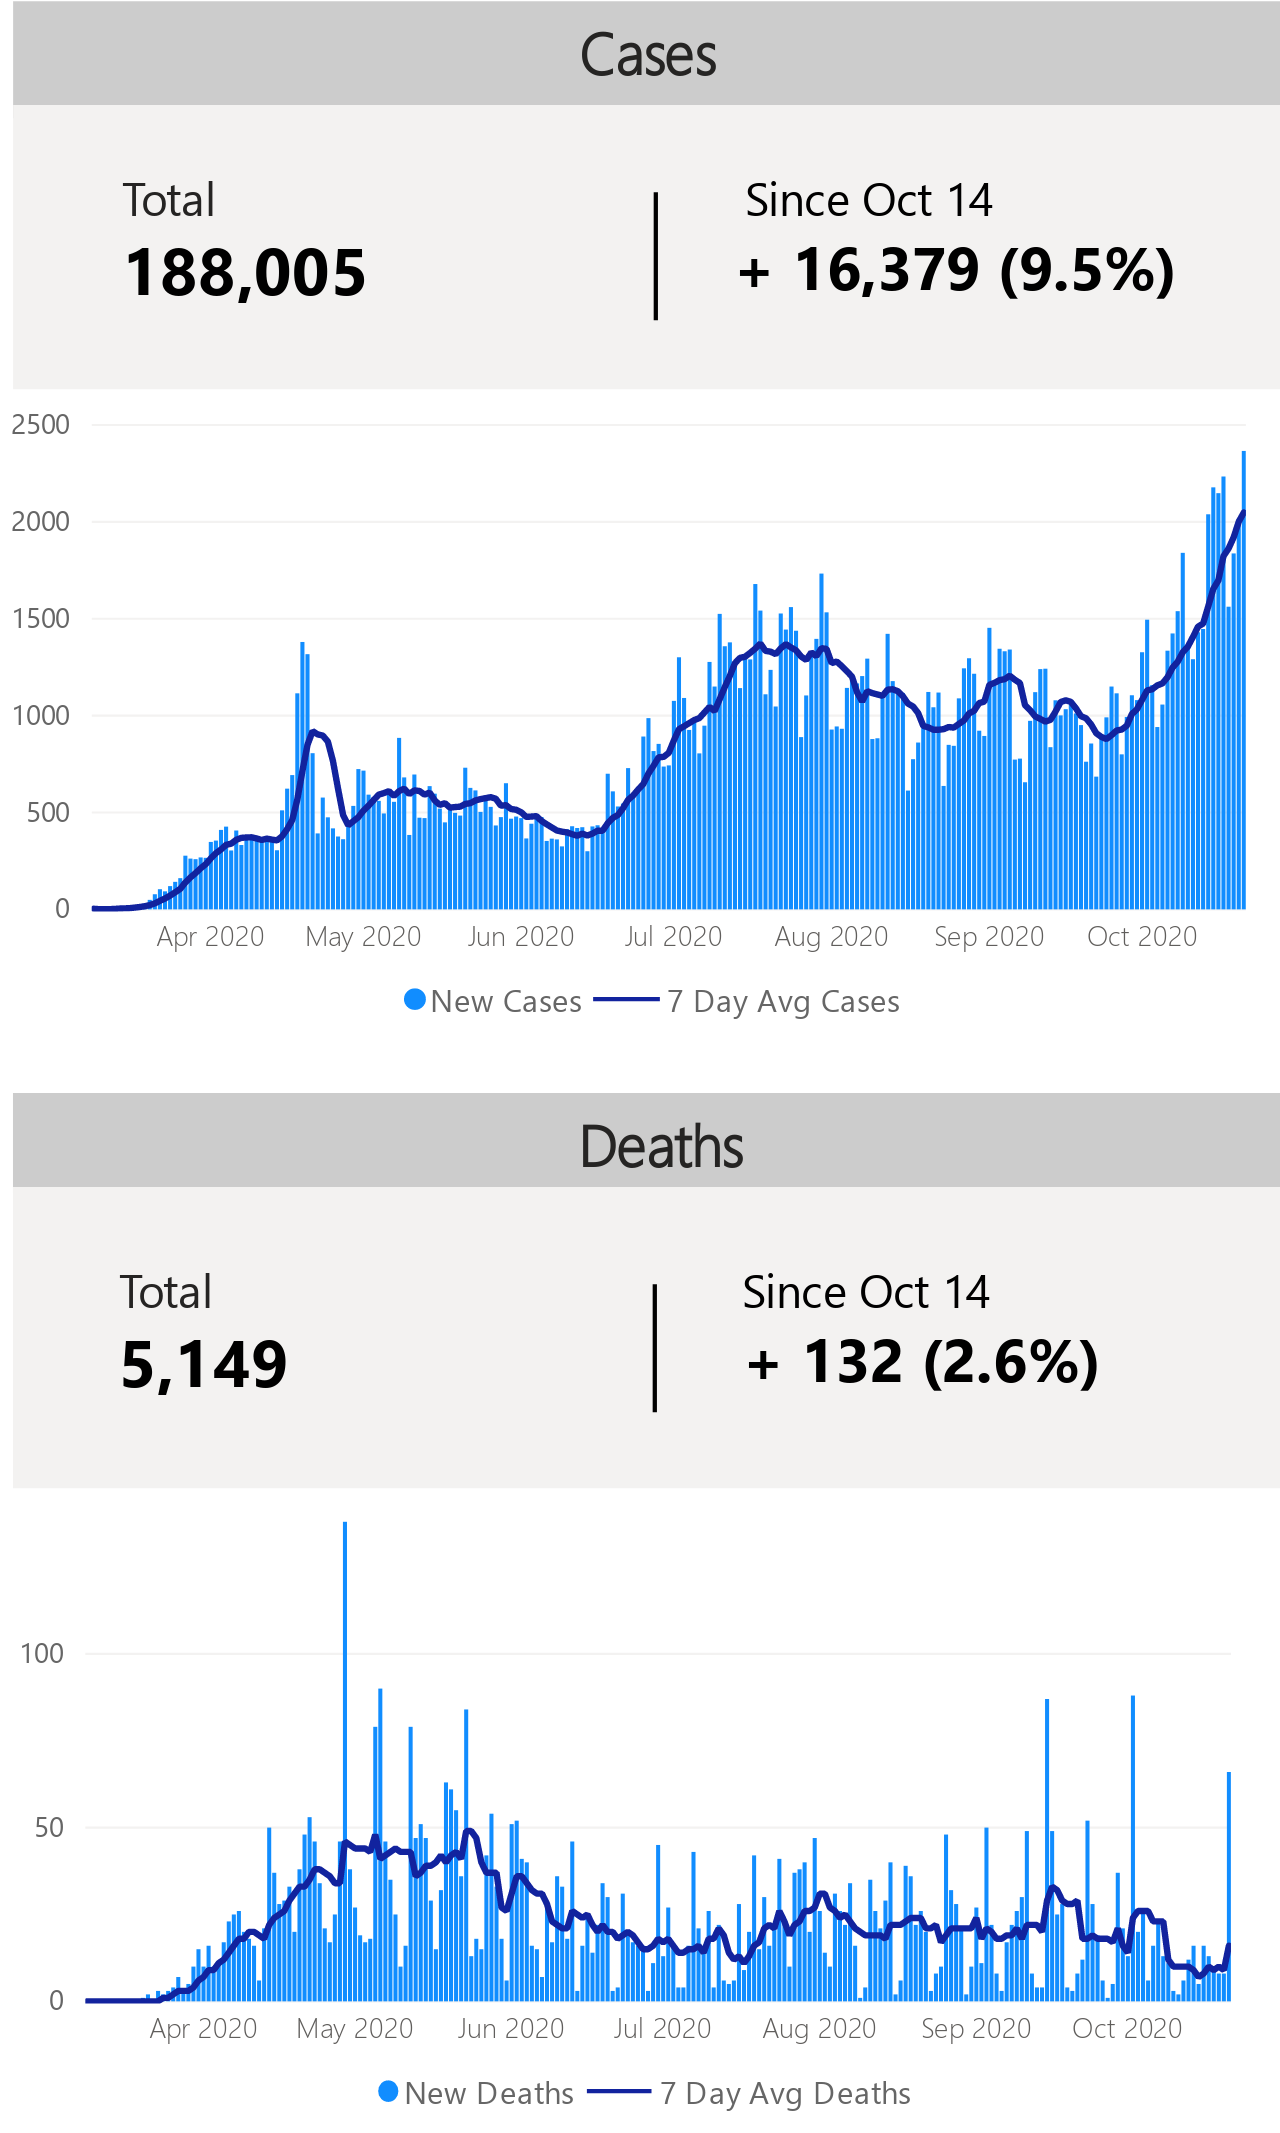 Cases
Total
Since Oct 14
188,005
+ 16,379 (9.5%)
2500
2000
1500
1000
500
0
Apr 2020 May 2020 Jun 2020 Jul 2020 Aug 2020 Sep 2020 Oct 2020
New Cases 7 Day Avg Cases
Deaths
Total
Since Oct 14
5,149
+ 132 (2.6%)
100
50
0
Apr 2020 May 2020 Jun 2020 Jul 2020 Aug 2020 Sep 2020 Oct 2020
New Deaths 7 Day Avg Deaths